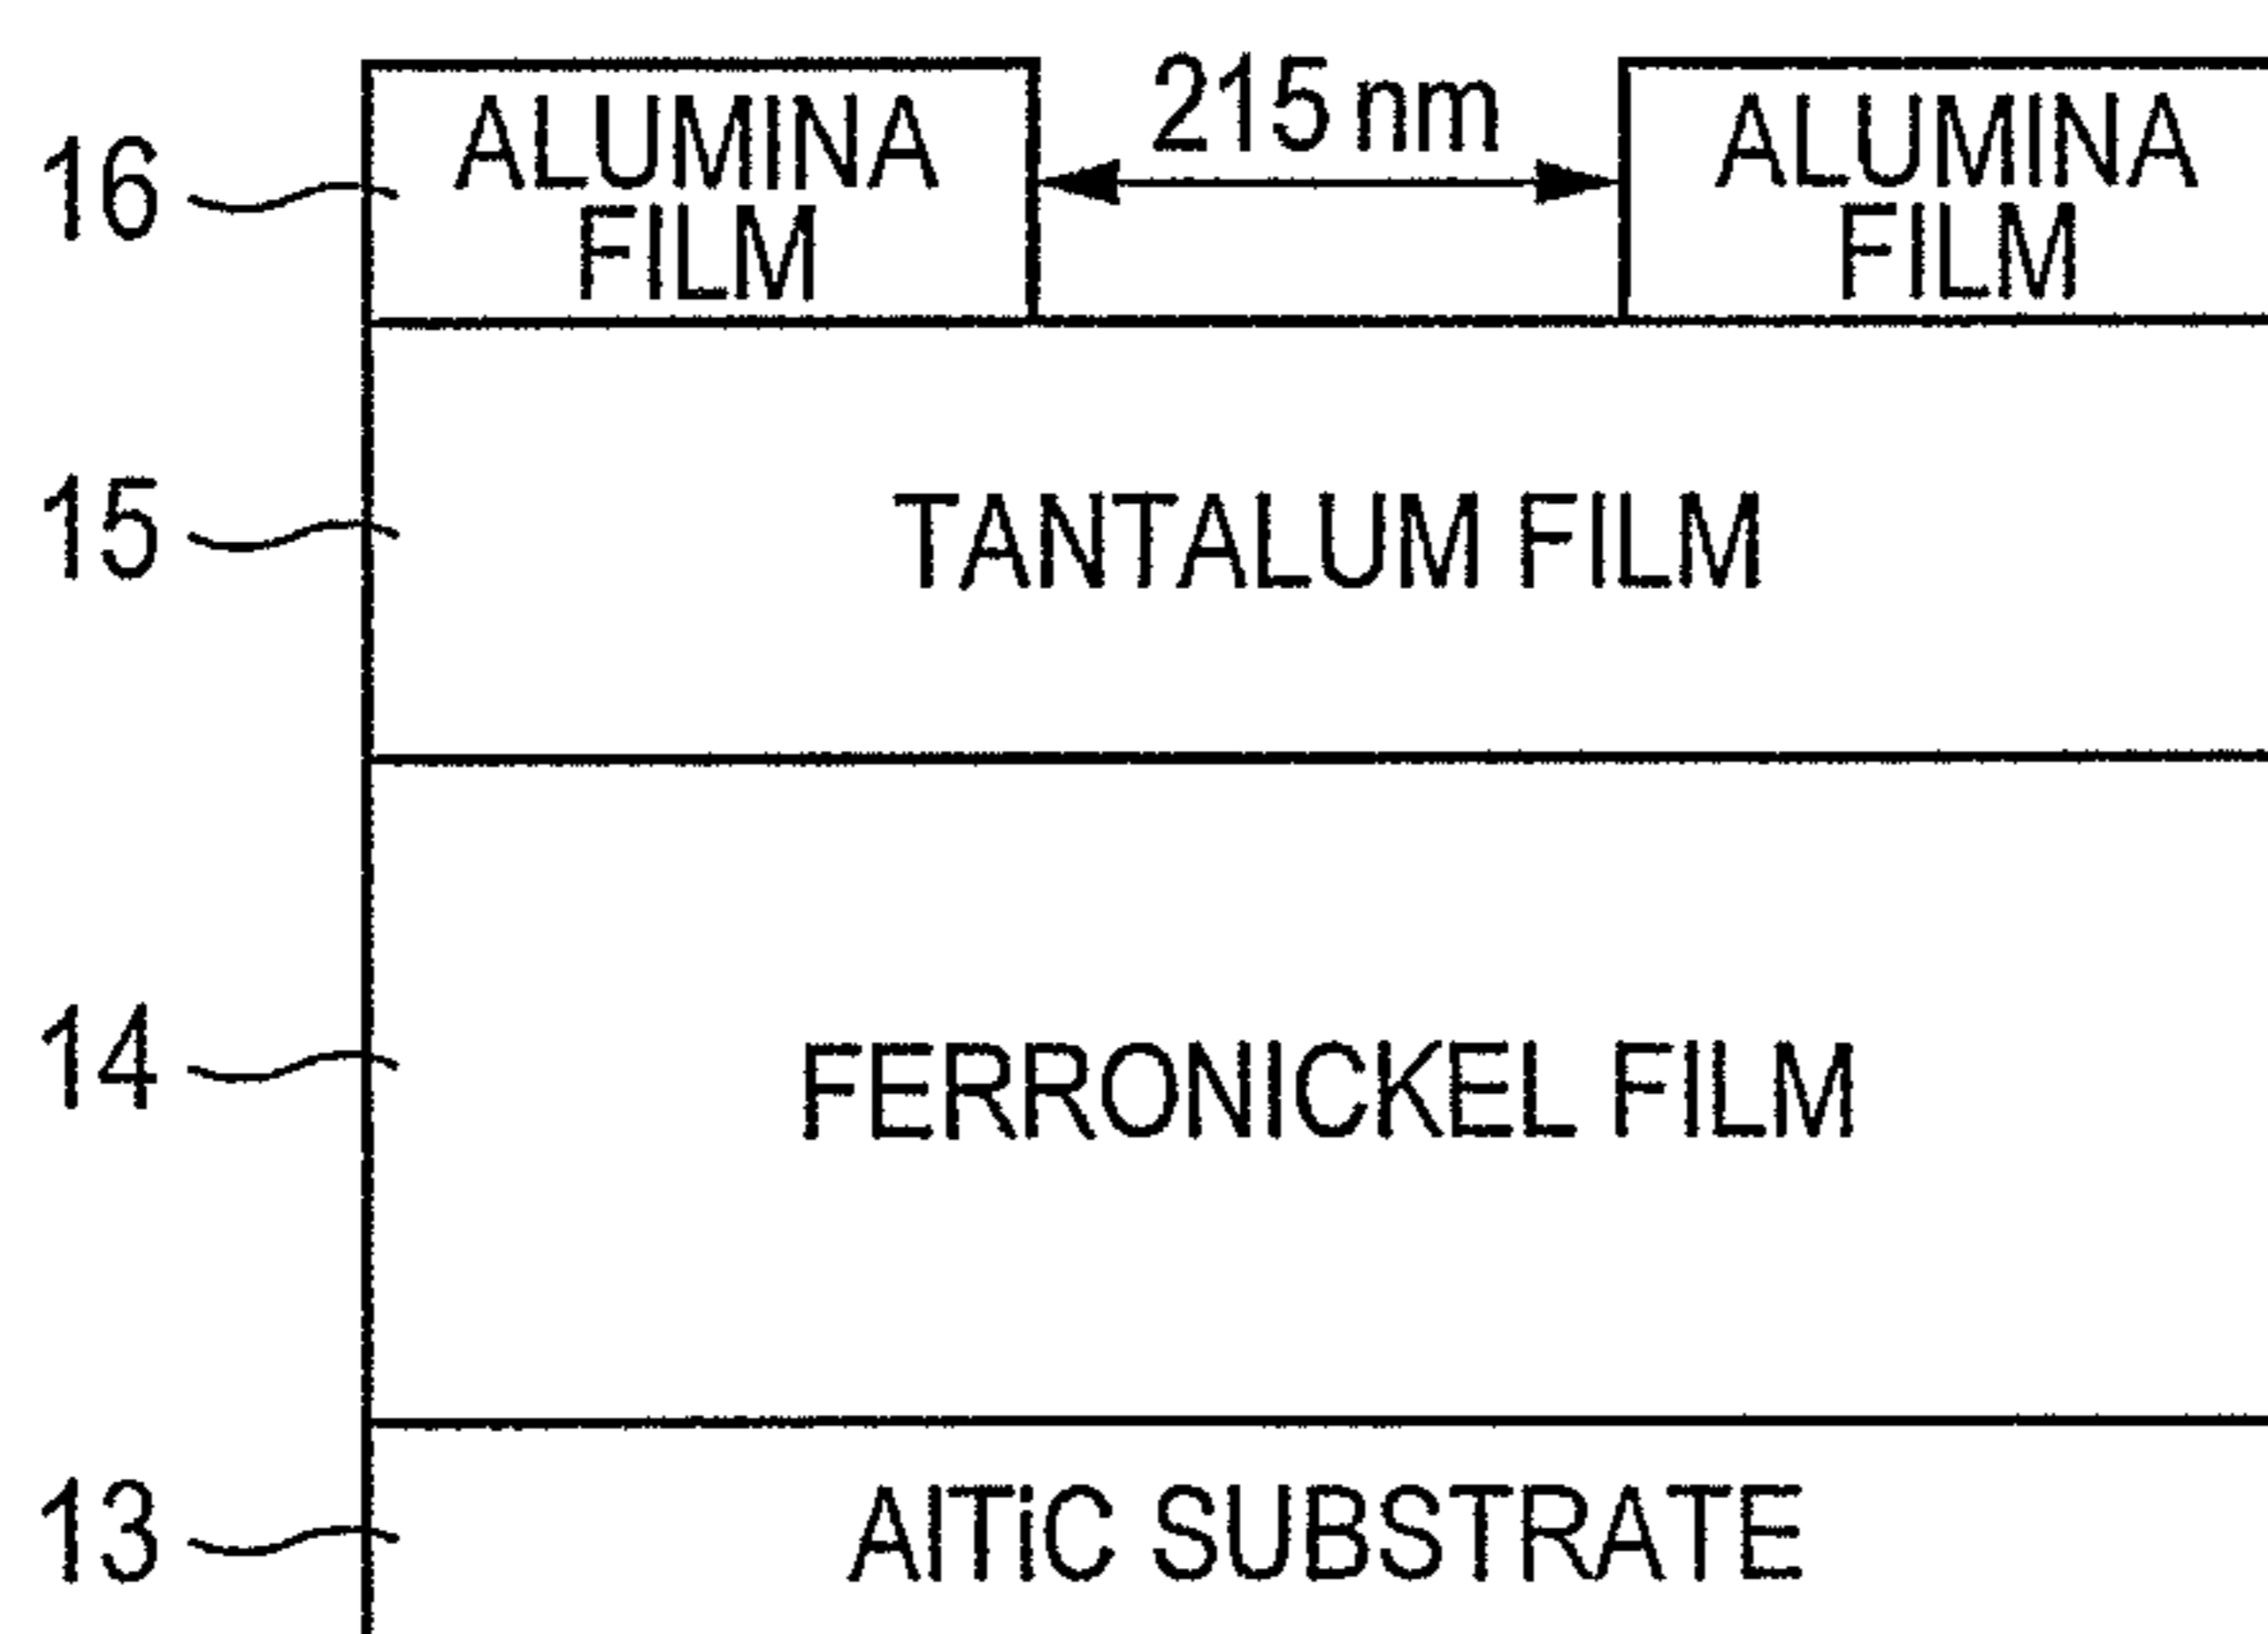 215 nm
16 ALUMINA FILM ALUMINA FILM
15 TANTALUM FILM
14 FERRONICKEL FILM
13 AlTiC SUBSTRATE